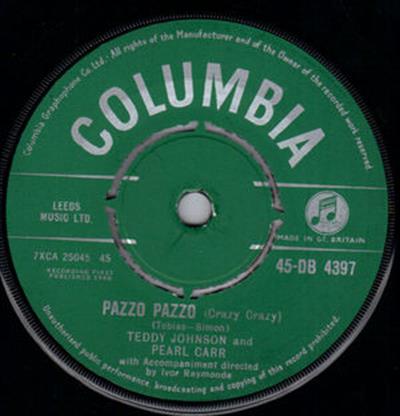 Columbia Graphophone Co. Ltd. All rights of the Manufacturer and of the Owner of the recorded work reserved
COLUMBIA
LEEDS
MUSIC LTD.
MADE IN GT. BRITAIN
7XCA 25045 45
RECORDING FIRST
PUBLISHED 1960
45-DB 4397
PAZZO PAZZO (Crazy Crazy)
(Tobias-Simon)
TEDDY JOHNSON and
PEARL CARR
with Accompaniment directed
by Ivor Raymonde
Unauthorised public performance, broadcasting and copying of this record prohibited